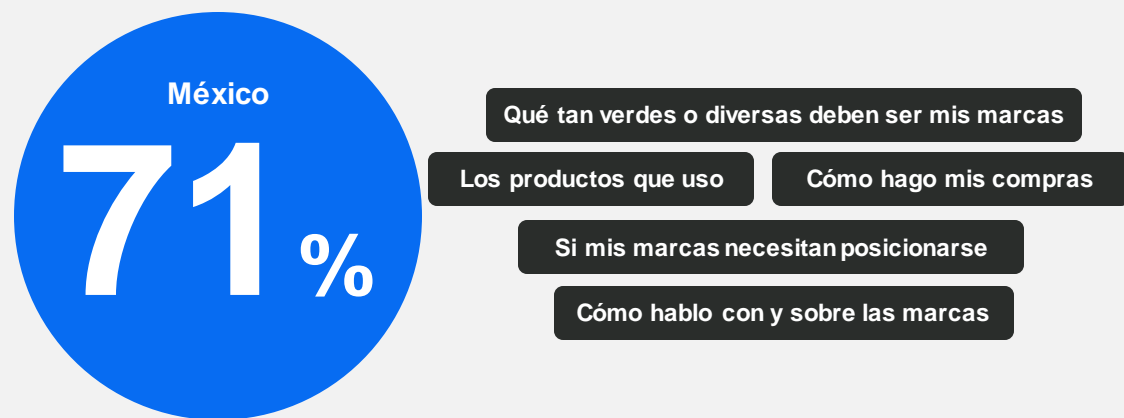 México
71 %
Qué tan verdes o diversas deben ser mis marcas
Los productos que uso
Cómo hago mis compras
Si mis marcas necesitan posicionarse
Cómo hablo con y sobre las marcas